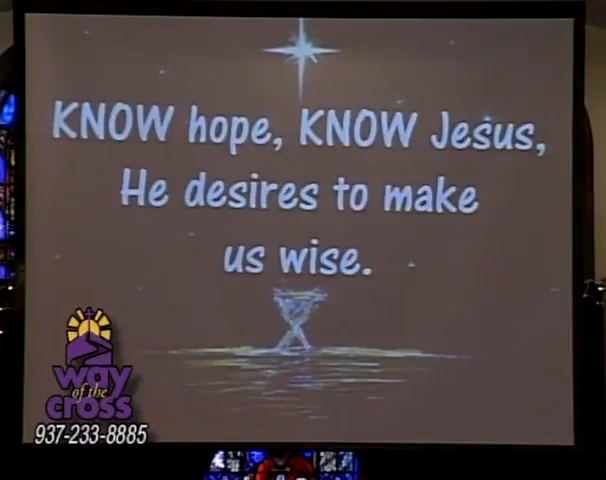 KNOW hope, KNOW Jesus,
He desires to make
us wise.
way
of the
cross
937-233-8885